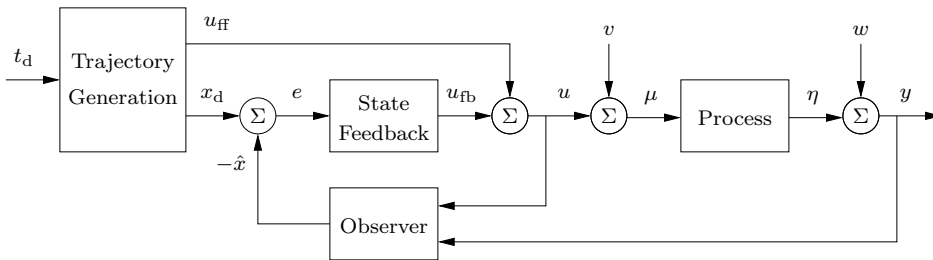 u_ff
v
w
t_d
Trajectory
Generation
x_d
e
State
Feedback
u_fb
u
μ
Process
η
y
Σ
Σ
Σ
Σ
−x̂
Observer